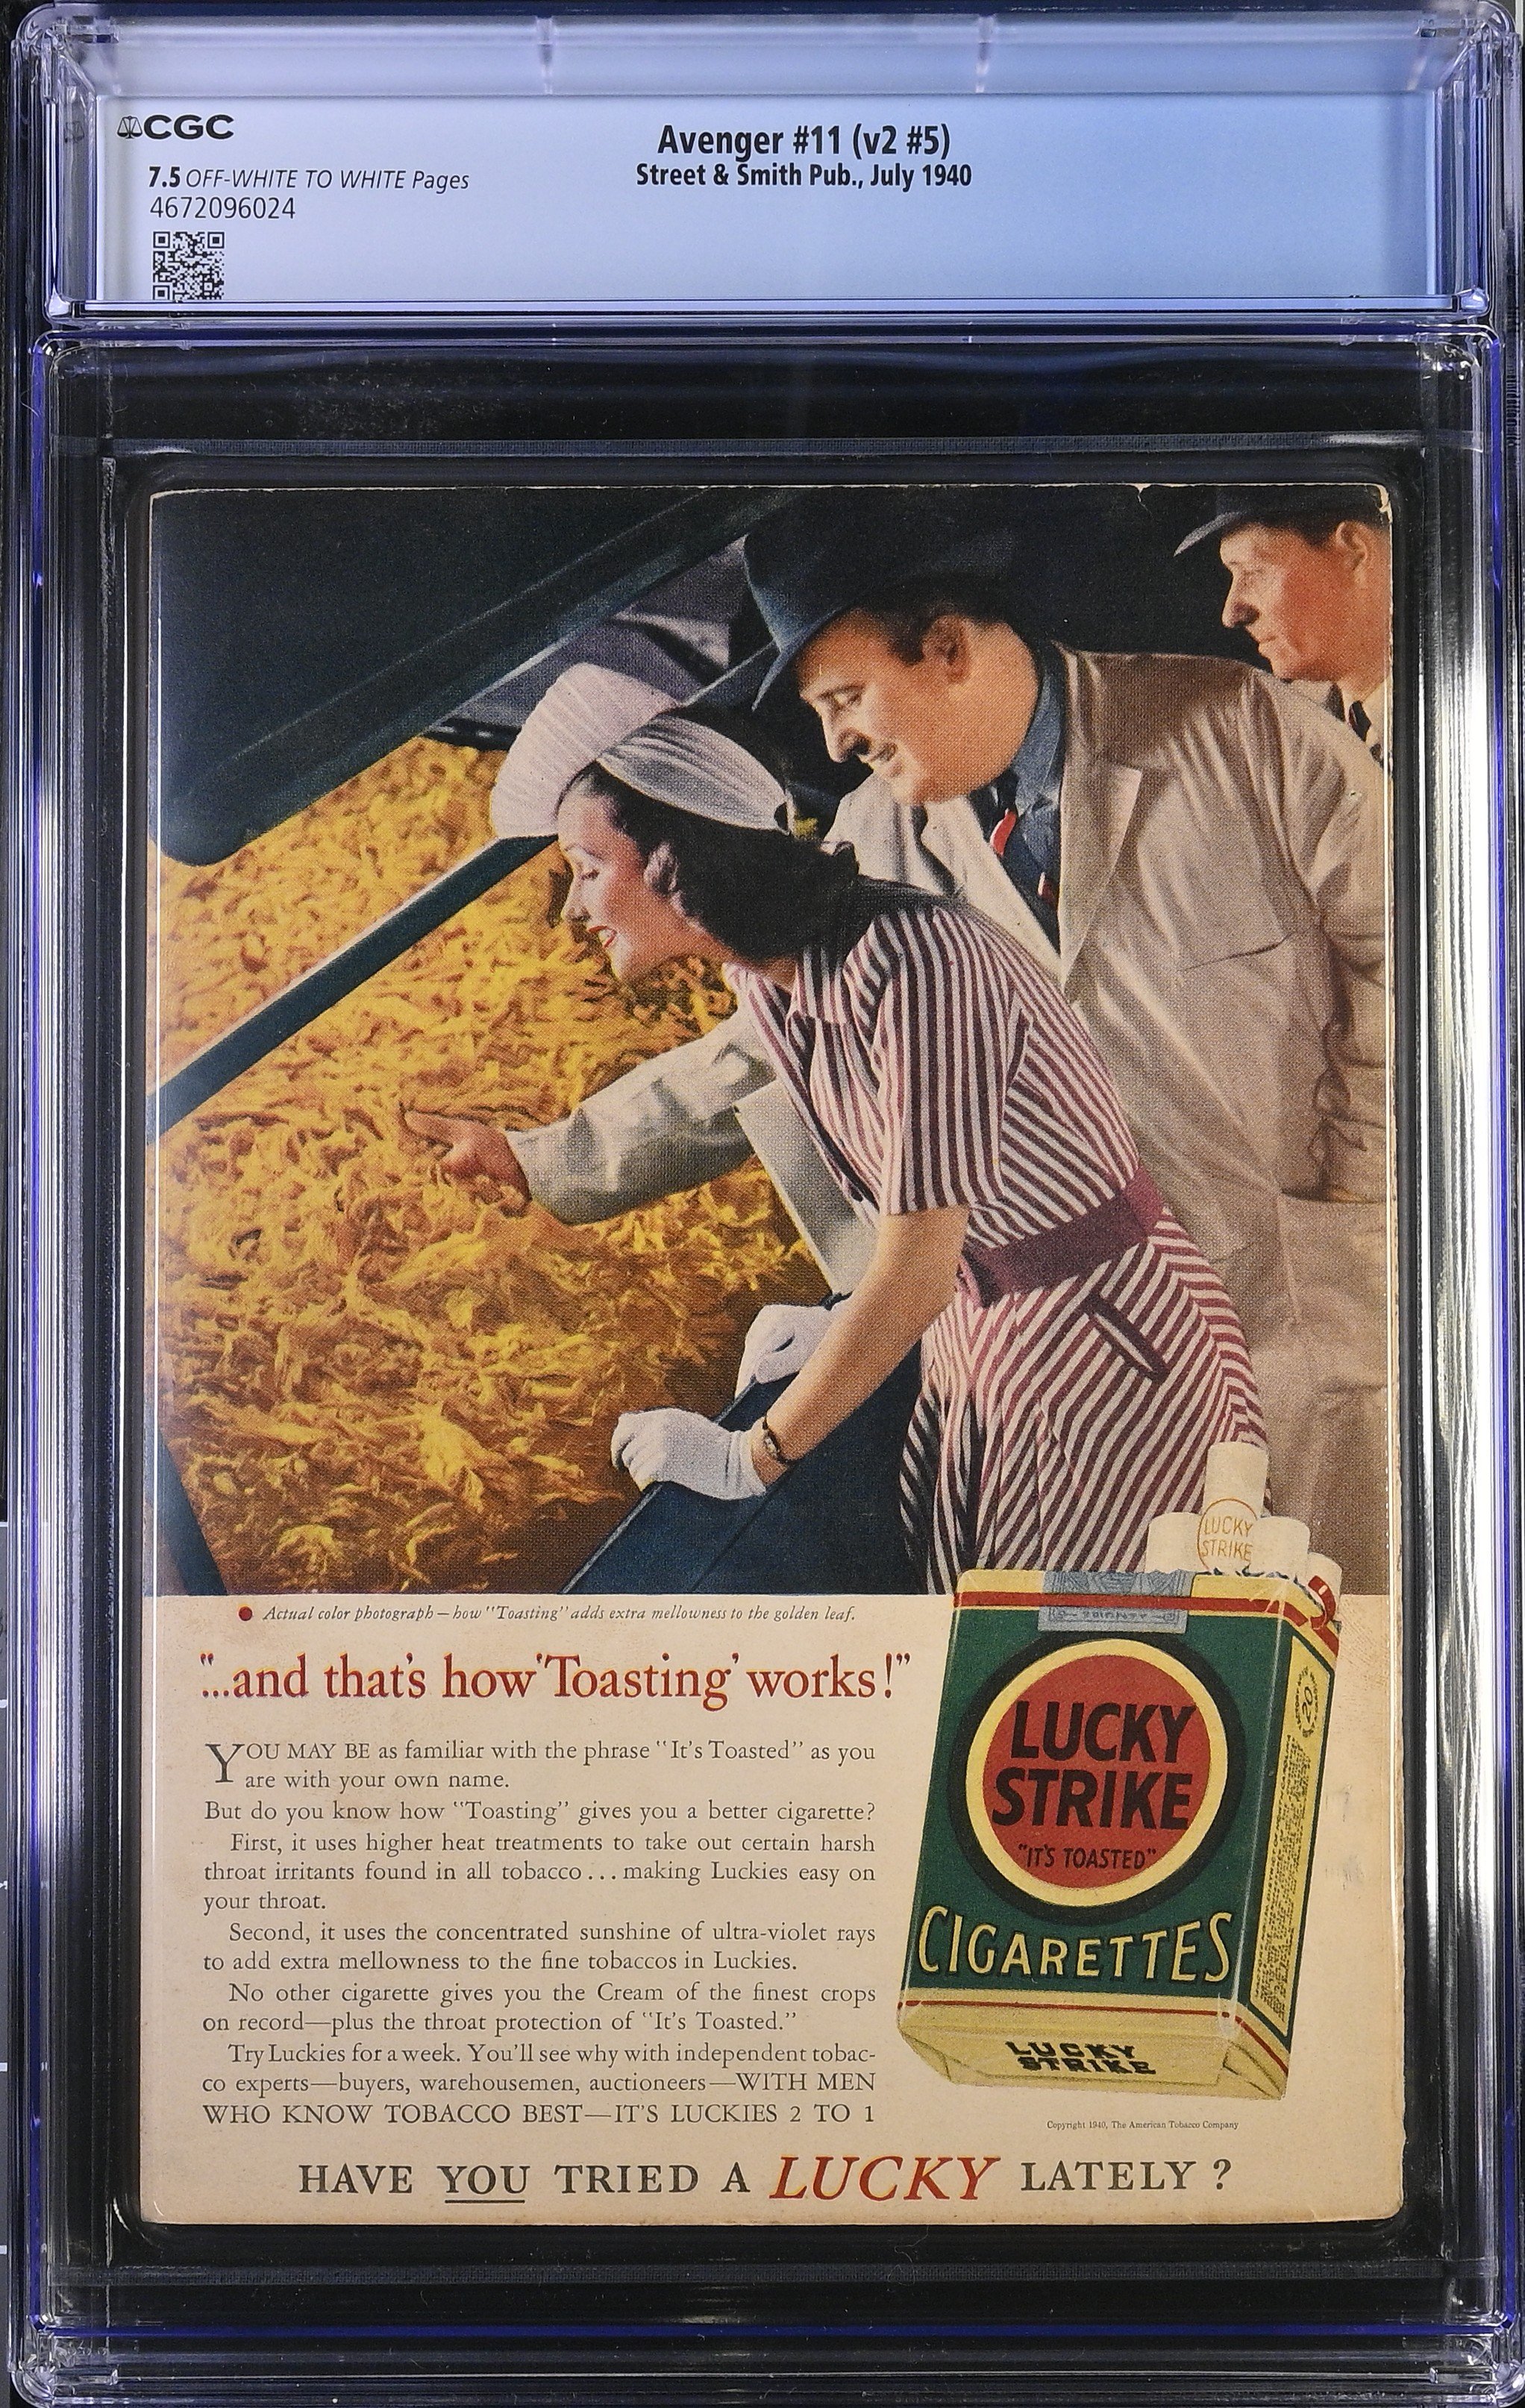 CGC
Avenger #11 (v2 #5)
Street & Smith Pub., July 1940
7.5 OFF-WHITE TO WHITE Pages
4672096024
LUCKY
STRIKE
Actual color photograph — how "Toasting" adds extra mellowness to the golden leaf.
"...and that's how 'Toasting' works!"
YOU MAY BE as familiar with the phrase "It's Toasted" as you
are with your own name.
But do you know how "Toasting" gives you a better cigarette?
First, it uses higher heat treatments to take out certain harsh
throat irritants found in all tobacco . . . making Luckies easy on
your throat.
Second, it uses the concentrated sunshine of ultra-violet rays
to add extra mellowness to the fine tobaccos in Luckies.
No other cigarette gives you the Cream of the finest crops
on record—plus the throat protection of "It's Toasted."
Try Luckies for a week. You'll see why with independent tobac-
co experts—buyers, warehousemen, auctioneers—WITH MEN
WHO KNOW TOBACCO BEST—IT'S LUCKIES 2 TO 1
LUCKY
STRIKE
"IT'S TOASTED"
CIGARETTES
20
LUCKY
STRIKE
Copyright 1940, The American Tobacco Company
HAVE YOU TRIED A LUCKY LATELY ?